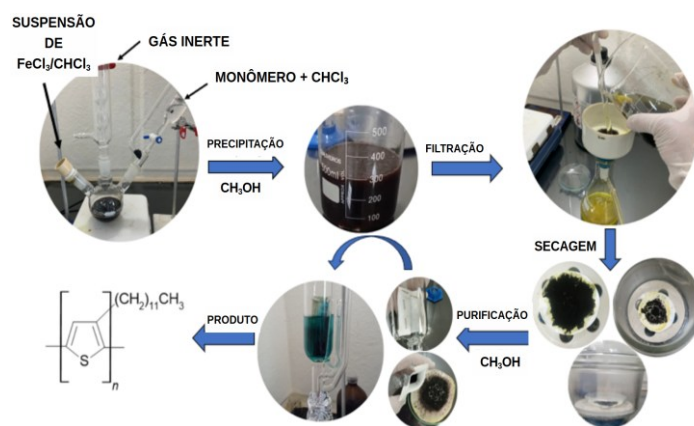 SUSPENSÃO
DE
FeCl₃/CHCl₃
GÁS INERTE
MONÔMERO + CHCl₃
PRECIPITAÇÃO
CH₃OH
500
400
300
200
100
FILTRAÇÃO
SECAGEM
PURIFICAÇÃO
CH₃OH
PRODUTO
(CH₂)₁₁CH₃
S
n